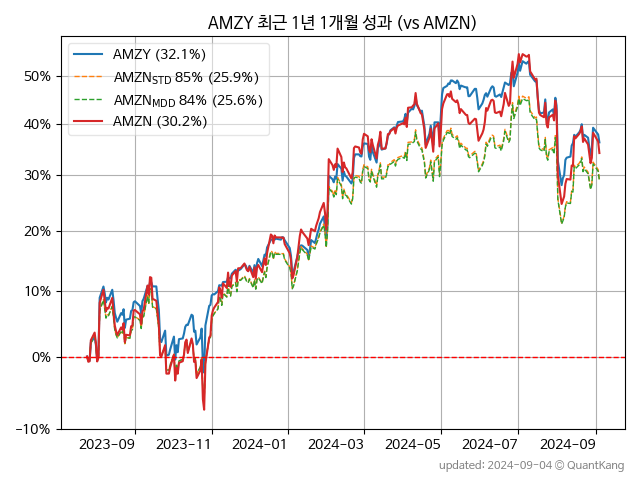 AMZY 최근 1년 1개월 성과 (vs AMZN)
AMZY (32.1%)
AMZNSTD 85% (25.9%)
AMZNMDD 84% (25.6%)
AMZN (30.2%)
50%
40%
30%
20%
10%
0%
−10%
2023-09 2023-11 2024-01 2024-03 2024-05 2024-07 2024-09
updated: 2024-09-04 © QuantKang